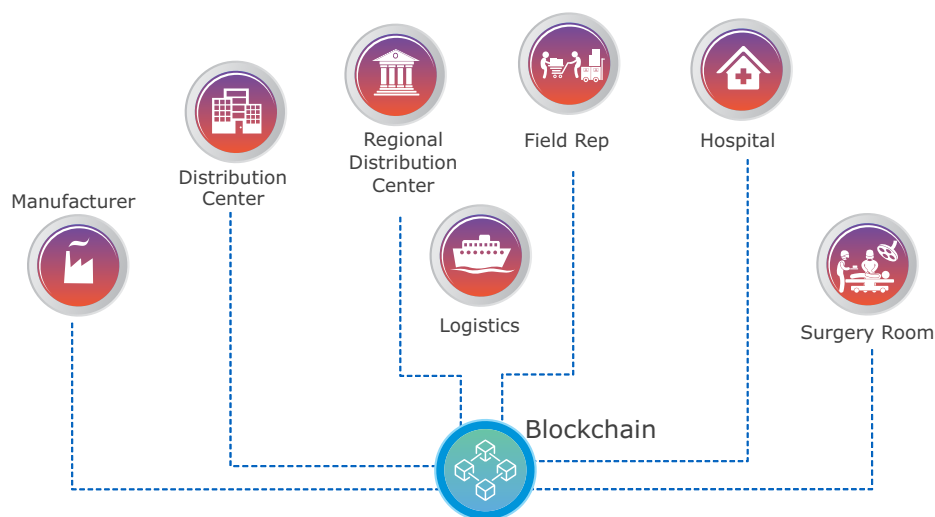 Manufacturer
Distribution
Center
Regional
Distribution
Center
Field Rep
Hospital
Logistics
Surgery Room
Blockchain